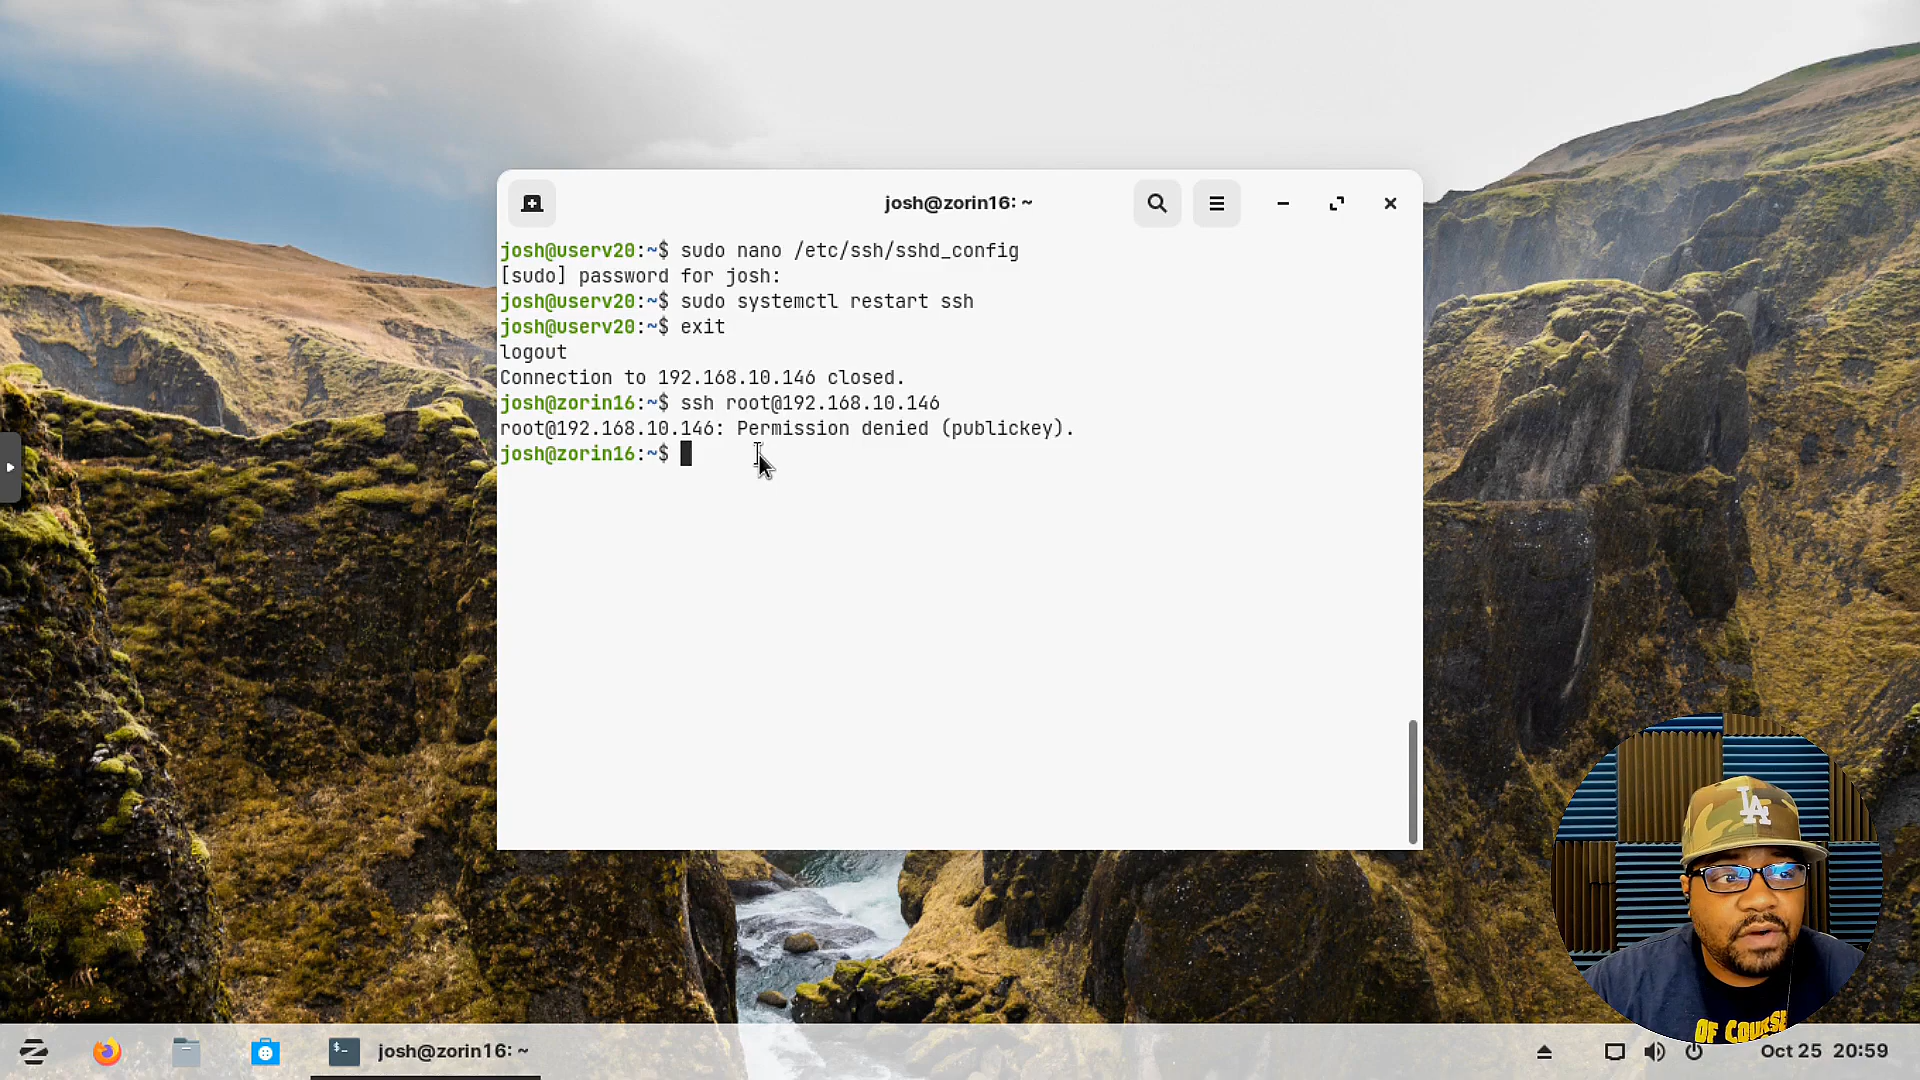 josh@zorin16: ~
josh@userv20:~$ sudo nano /etc/ssh/sshd_config
[sudo] password for josh:
josh@userv20:~$ sudo systemctl restart ssh
josh@userv20:~$ exit
logout
Connection to 192.168.10.146 closed.
josh@zorin16:~$ ssh root@192.168.10.146
root@192.168.10.146: Permission denied (publickey).
josh@zorin16:~$
LA
OF COURSE
josh@zorin16: ~
Oct 25 20:59